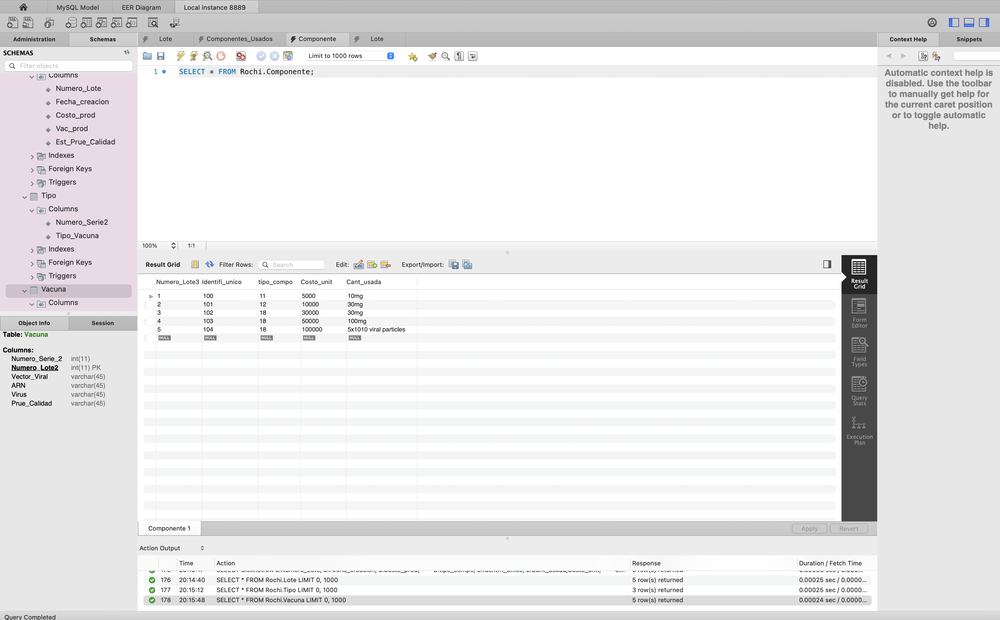 MySQL Model EER Diagram Local instance 8889
Administration Schemas
SCHEMAS
Filter objects
Columns
Numero_Lote
Fecha_creacion
Costo_prod
Vac_prod
Est_Prue_Calidad
Indexes
Foreign Keys
Triggers
Tipo
Columns
Numero_Serie2
Tipo_Vacuna
Indexes
Foreign Keys
Triggers
Vacuna
Columns
Object Info Session
Table: Vacuna
Columns:
Numero_Serie_2 int(11)
Numero_Lote2 int(11) PK
Vector_Viral varchar(45)
ARN varchar(45)
Virus varchar(45)
Prue_Calidad varchar(45)
Lote Componentes_Usados Componente Lote
Limit to 1000 rows
1 SELECT * FROM Rochi.Componente;
100% 1:1
Result Grid Filter Rows: Search Edit: Export/Import:
Numero_Lote3 Identifi_unico tipo_compo Costo_unit Cant_usada
1 100 11 5000 10mg
2 101 12 10000 30mg
3 102 18 30000 30mg
4 103 18 50000 100mg
5 104 18 100000 5x1010 viral particles
NULL NULL NULL NULL NULL
Result
Grid
Form
Editor
Field
Types
Query
Stats
Execution
Plan
Componente 1 Apply Revert
Action Output
Time Action Response Duration / Fetch Time
176 20:14:40 SELECT * FROM Rochi.Lote LIMIT 0, 1000 5 row(s) returned 0.00025 sec / 0.0000...
177 20:15:12 SELECT * FROM Rochi.Tipo LIMIT 0, 1000 3 row(s) returned 0.00025 sec / 0.0000...
178 20:15:48 SELECT * FROM Rochi.Vacuna LIMIT 0, 1000 5 row(s) returned 0.00024 sec / 0.0000...
Context Help Snippets
Automatic context help is
disabled. Use the toolbar
to manually get help for
the current caret position
or to toggle automatic
help.
Query Completed